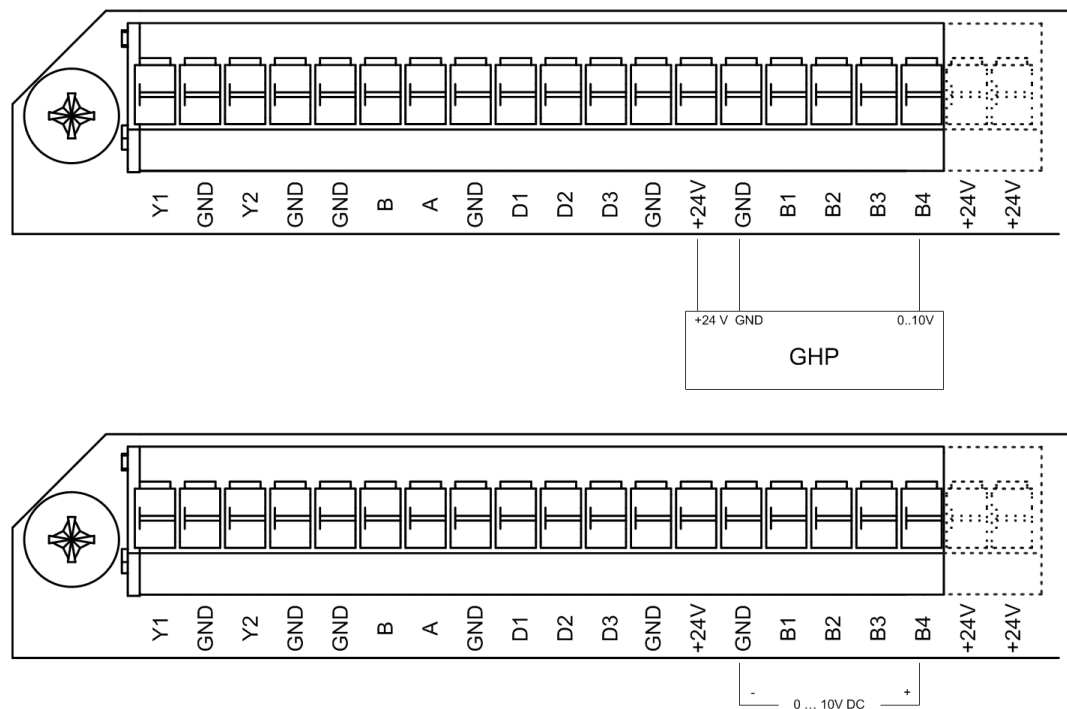 Y1 GND Y2 GND GND B A GND D1 D2 D3 GND +24V GND B1 B2 B3 B4 +24V +24V
+24 V GND 0..10V
GHP
Y1 GND Y2 GND GND B A GND D1 D2 D3 GND +24V GND B1 B2 B3 B4 +24V +24V
- +
0 ... 10V DC